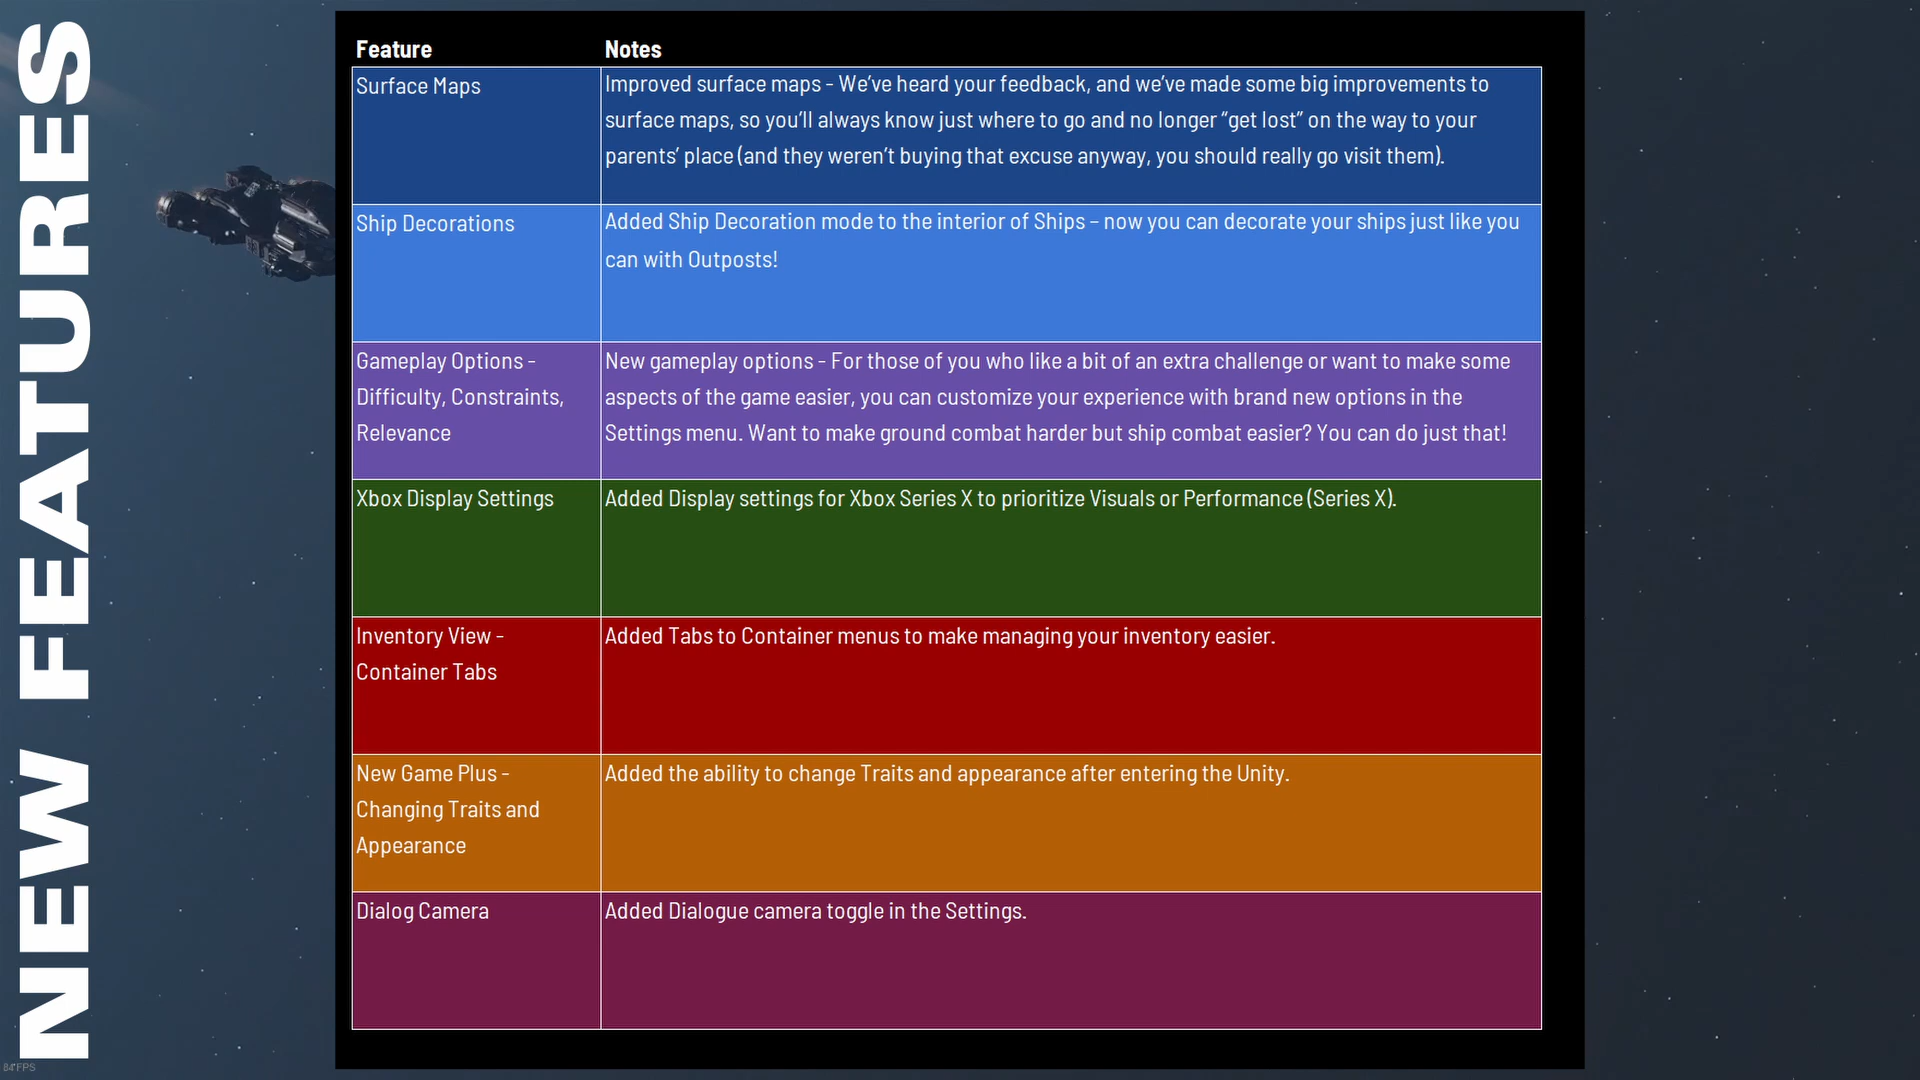 NEW FEATURES
Feature
Notes
Surface Maps
Improved surface maps - We’ve heard your feedback, and we’ve made some big improvements to
surface maps, so you’ll always know just where to go and no longer “get lost” on the way to your
parents’ place (and they weren’t buying that excuse anyway, you should really go visit them).
Ship Decorations
Added Ship Decoration mode to the interior of Ships – now you can decorate your ships just like you
can with Outposts!
Gameplay Options -
Difficulty, Constraints,
Relevance
New gameplay options - For those of you who like a bit of an extra challenge or want to make some
aspects of the game easier, you can customize your experience with brand new options in the
Settings menu. Want to make ground combat harder but ship combat easier? You can do just that!
Xbox Display Settings
Added Display settings for Xbox Series X to prioritize Visuals or Performance (Series X).
Inventory View -
Container Tabs
Added Tabs to Container menus to make managing your inventory easier.
New Game Plus -
Changing Traits and
Appearance
Added the ability to change Traits and appearance after entering the Unity.
Dialog Camera
Added Dialogue camera toggle in the Settings.
84 FPS